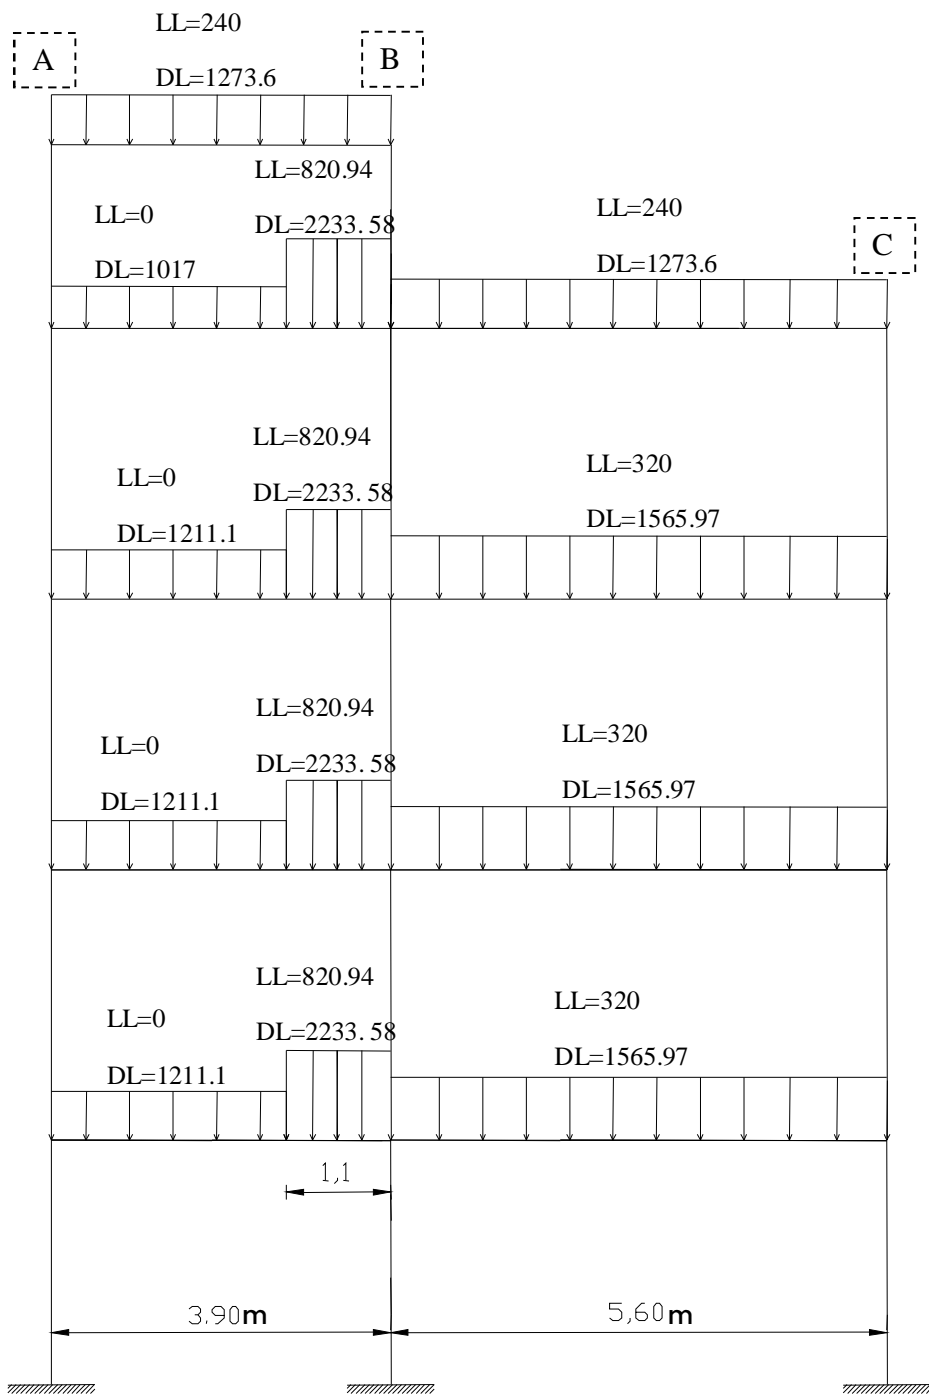 LL=240
A
B
DL=1273.6
LL=820.94
LL=0
DL=2233.58
LL=240
C
DL=1017
DL=1273.6
LL=820.94
LL=0
LL=320
DL=2233.58
DL=1211.1
DL=1565.97
LL=820.94
LL=0
LL=320
DL=2233.58
DL=1211.1
DL=1565.97
LL=820.94
LL=0
LL=320
DL=2233.58
DL=1211.1
DL=1565.97
1,1
3.90m
5,60m